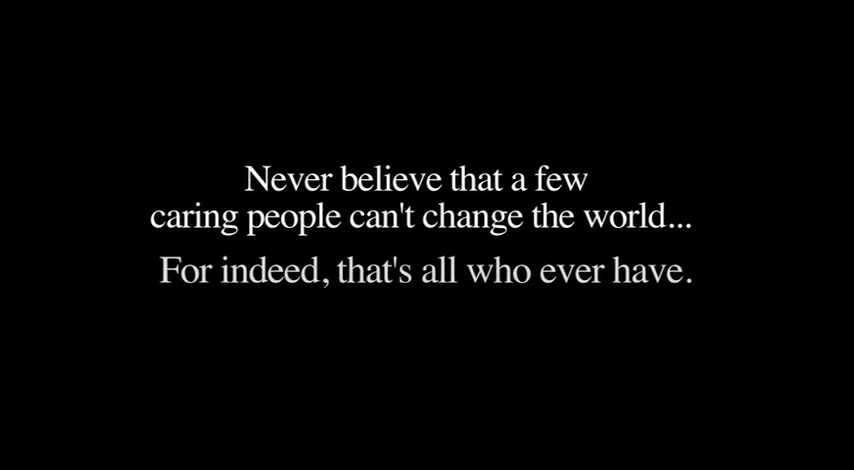 Never believe that a few
caring people can't change the world...
For indeed, that's all who ever have.